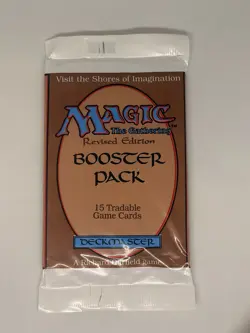 Visit the Shores of Imagination
MAGIC
The Gathering
Revised Edition
BOOSTER
PACK
15 Tradable
Game Cards
DECKMASTER
A Richard Garfield game